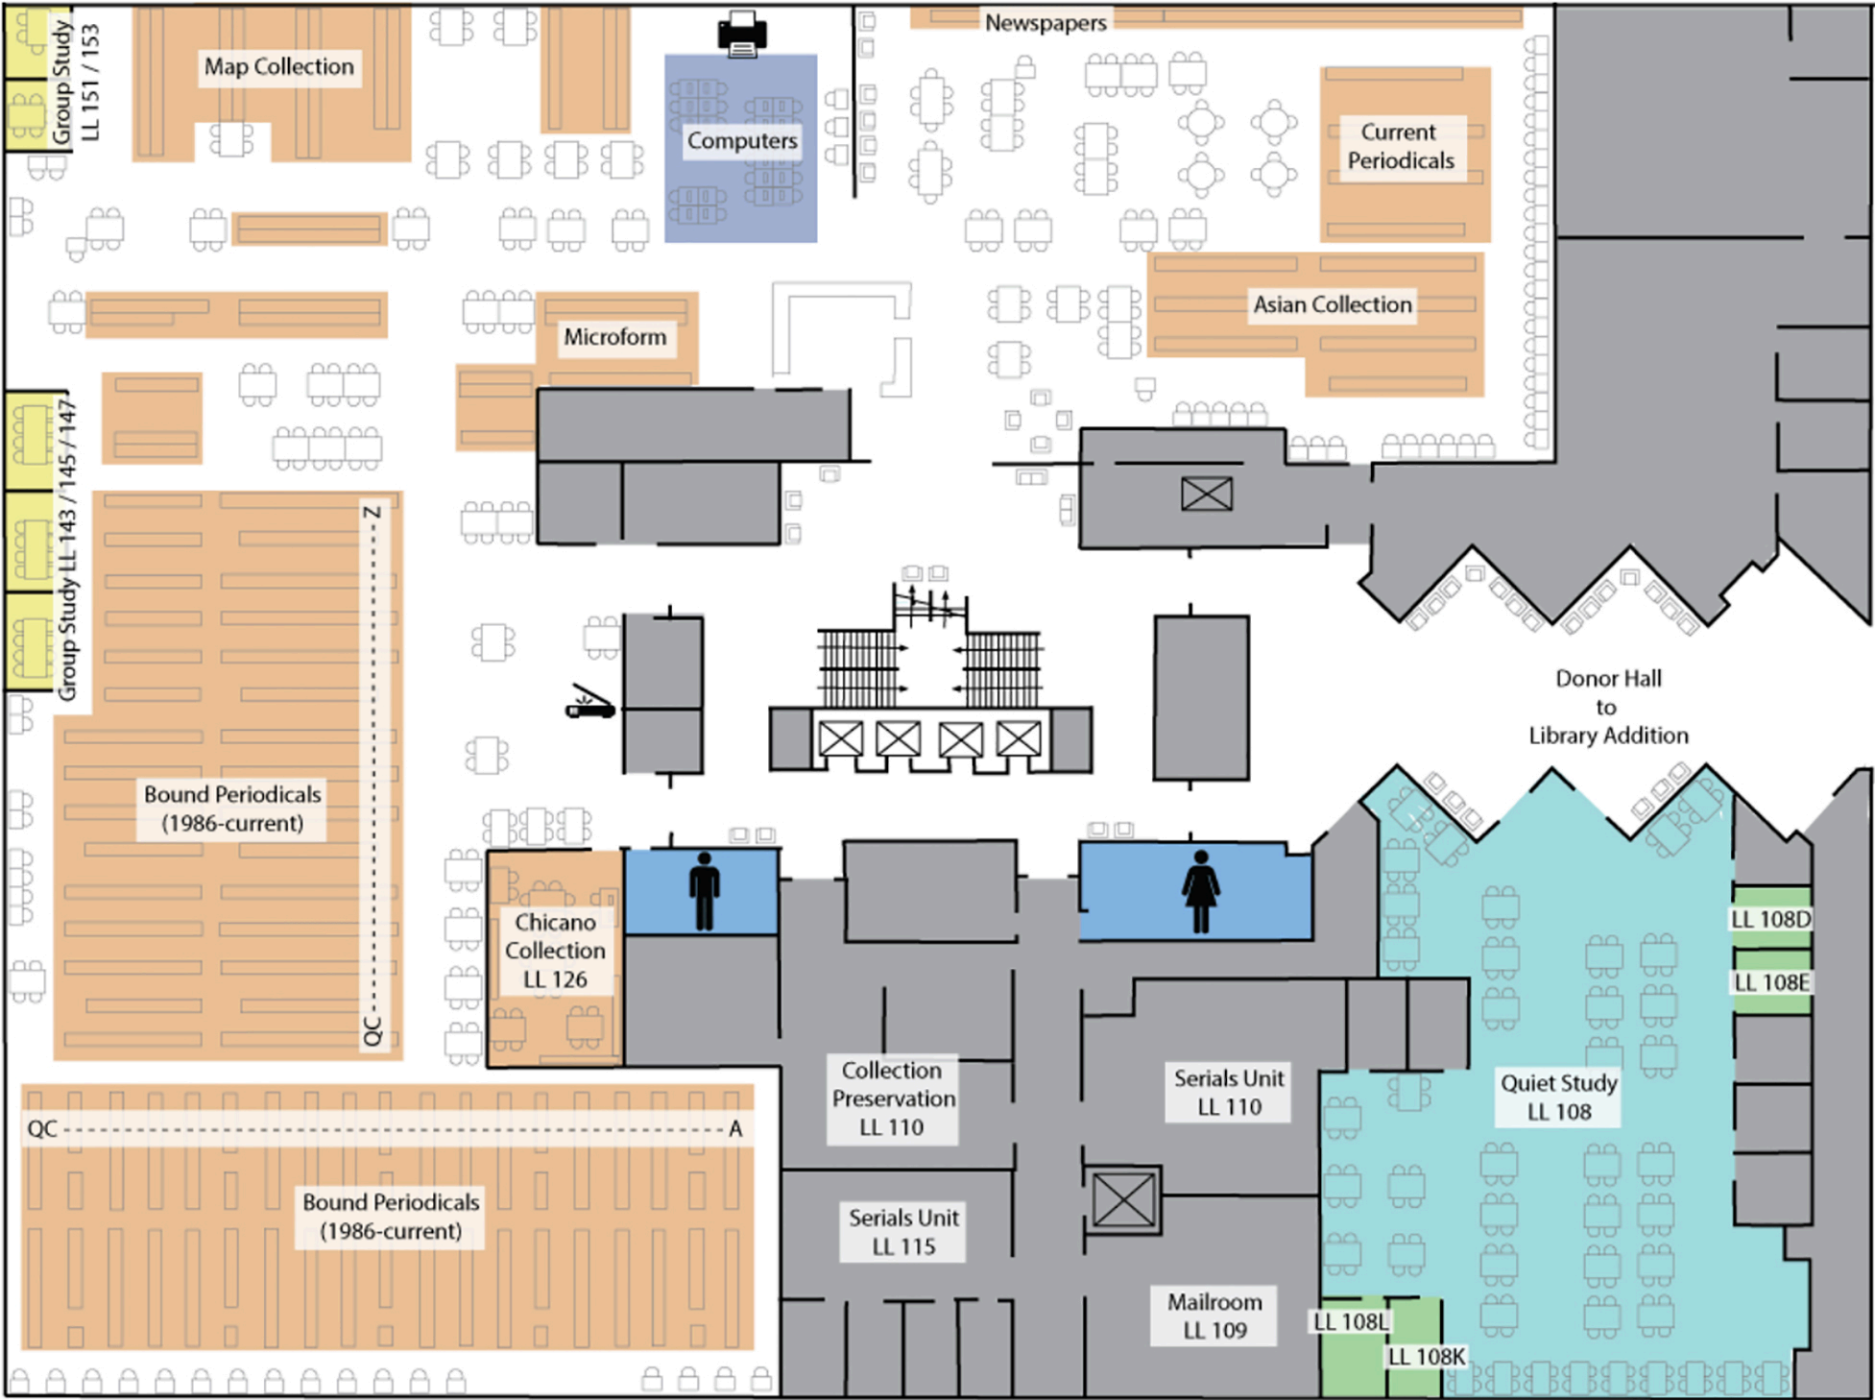 Group Study
LL 151 / 153
Map Collection
Computers
Newspapers
Current
Periodicals
Asian Collection
Microform
Group Study LL 143 / 145 / 147
Z
QC
Bound Periodicals
(1986-current)
Donor Hall
to
Library Addition
Chicano
Collection
LL 126
LL 108D
LL 108E
Collection
Preservation
LL 110
Serials Unit
LL 110
Quiet Study
LL 108
QC
A
Bound Periodicals
(1986-current)
Serials Unit
LL 115
Mailroom
LL 109
LL 108L
LL 108K